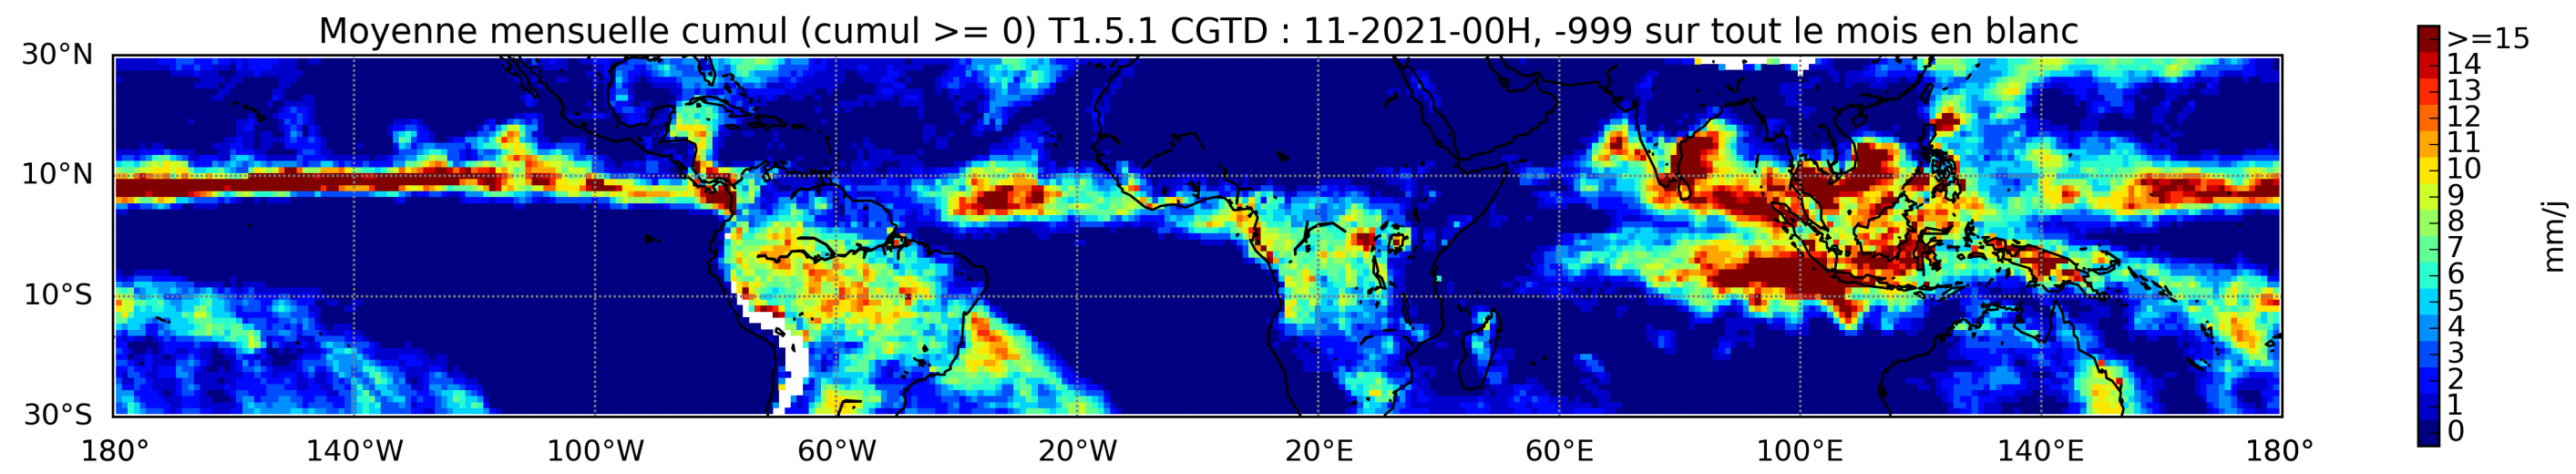 Moyenne mensuelle cumul (cumul >= 0) T1.5.1 CGTD : 11-2021-00H, -999 sur tout le mois en blanc
30°N
10°N
10°S
30°S
180°
140°W
100°W
60°W
20°W
20°E
60°E
100°E
140°E
180°
>=15
14
13
12
11
10
9
8
7
6
5
4
3
2
1
0
mm/j